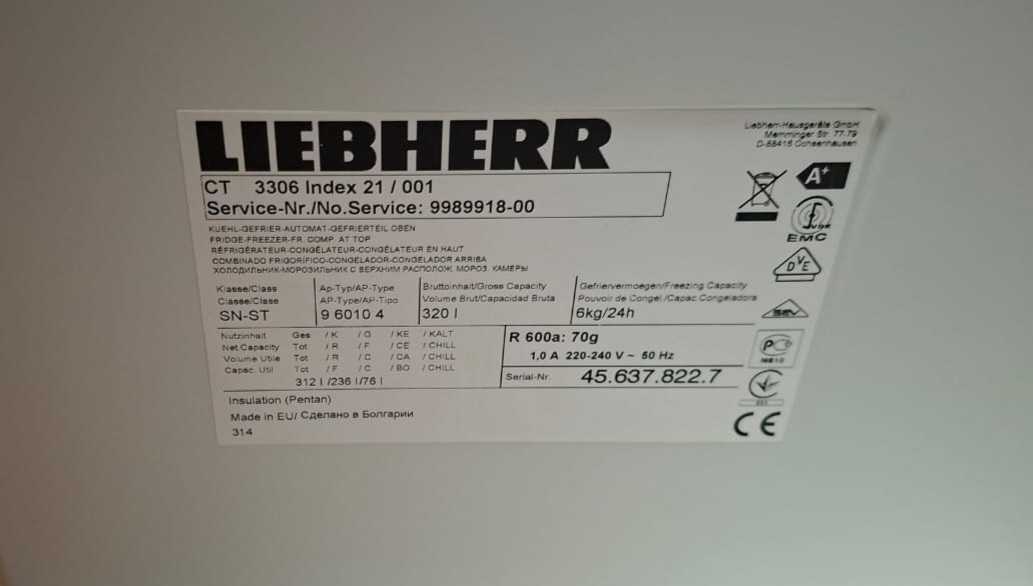 LIEBHERR
Liebherr-Hausgeräte GmbH
Memminger Str. 77-79
D-88416 Ochsenhausen
CT 3306 Index 21 / 001
Service-Nr./No.Service: 9989918-00
A+
KUEHL-GEFRIER-AUTOMAT-GEFRIERTEIL OBEN
FRIDGE-FREEZER-FR. COMP. AT TOP
RÉFRIGÉRATEUR-CONGÉLATEUR-CONGÉLATEUR EN HAUT
COMBINADO FRIGORÍFICO-CONGELADOR-CONGELADOR ARRIBA
ХОЛОДИЛЬНИК-МОРОЗИЛЬНИК С ВЕРХНИМ РАСПОЛОЖ. МОРОЗ. КАМЕРЫ
EMC
DVE
Klasse/Class
Classe/Clase
SN-ST
Ap-Typ/AP-Type
AP-Type/AP-Tipo
9 6010 4
Bruttoinhalt/Gross Capacity
Volume Brut/Capacidad Bruta
320 l
Gefriervermoegen/Freezing Capacity
Pouvoir de Congel./Capac.Congeladora
6kg/24h
SEV
Nutzinhalt Ges / K / G / KE / KALT
Net Capacity Tot / R / F / CE / CHILL
Volume Utile Tot / R / C / CA / CHILL
Capac. Util Tot / F / C / BO / CHILL
312 l /236 l /76 l
R 600a: 70g
1,0 A 220-240 V ~ 50 Hz
Serial-Nr. 45.637.822.7
Insulation (Pentan)
Made in EU/ Сделано в Болгарии
314
CE